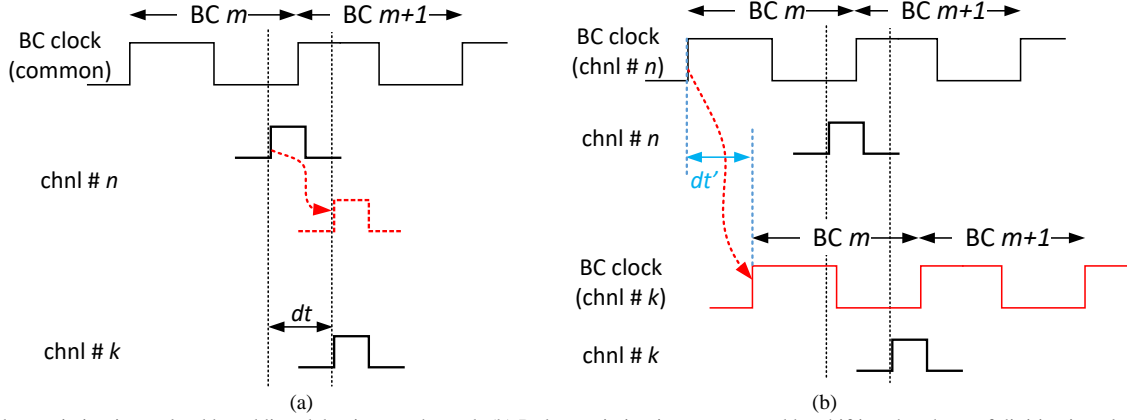 BC m
BC m+1
BC clock
(common)
chnl # n
dt
chnl # k
(a)
BC m
BC m+1
BC clock
(chnl # n)
chnl # n
dt'
BC m
BC m+1
BC clock
(chnl # k)
chnl # k
(b)